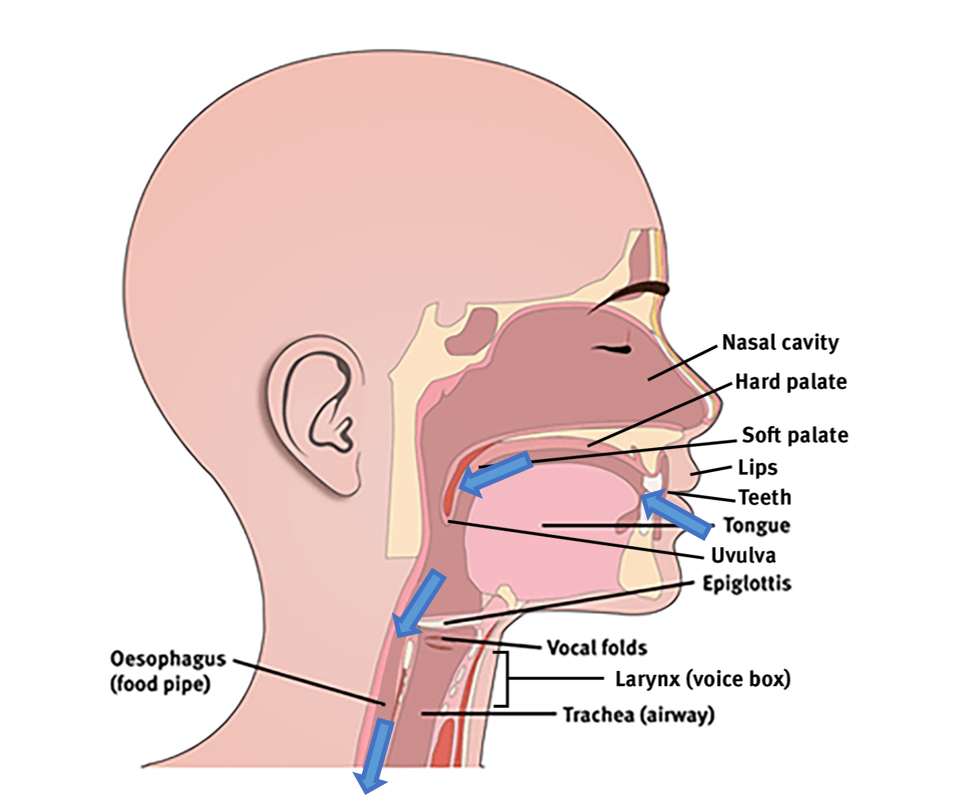 Nasal cavity
Hard palate
Soft palate
Lips
Teeth
Tongue
Uvulva
Epiglottis
Vocal folds
Larynx (voice box)
Trachea (airway)
Oesophagus
(food pipe)